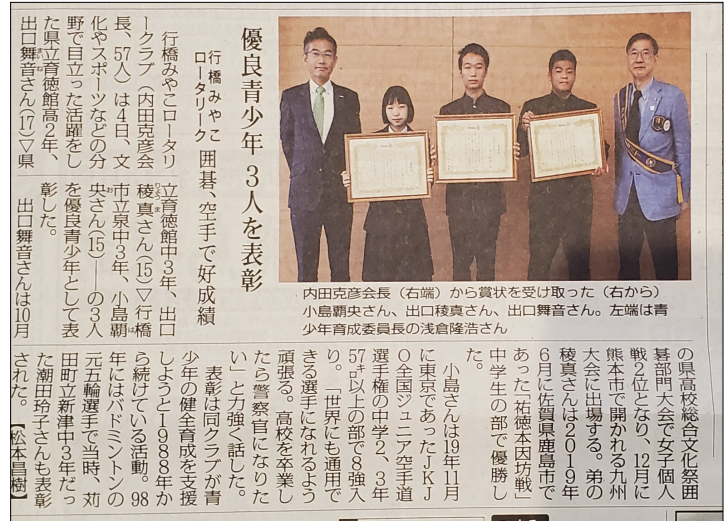 優良青少年 3人を表彰
行橋みやこ
ロータリーク
囲碁、空手で好成績
内田克彦会長(右端)から賞状を受け取った(右から)
小島覇央さん、出口稜真さん、出口舞音さん。左端は青
少年育成委員長の浅倉隆浩さん
行橋みやこロータリ
ークラブ(内田克彦会
長、57人)は4日、文
化やスポーツなどの分
野で目立った活躍をし
た県立育徳館高2年、
まいね
出口舞音さん(17)▽県
立育徳館中3年、出口
りょうま
稜真さん(15)▽行橋
は
市立泉中3年、小島覇
お
央さん(15)――の3人
を優良青少年として表
彰した。
出口舞音さんは10月
の県高校総合文化祭囲
碁部門大会で女子個人
戦2位となり、12月に
熊本市で開かれる九州
大会に出場する。弟の
稜真さんは2019年
6月に佐賀県鹿島市で
あった「祐徳本因坊戦」
中学生の部で優勝し
た。
小島さんは19年11月
に東京であったJKJ
O全国ジュニア空手道
選手権の中学2、3年
57㌔以上の部で8強入
り。「世界にも通用で
きる選手になれるよう
頑張る。高校を卒業し
たら警察官になりた
い」と力強く話した。
表彰は同クラブが青
少年の健全育成を支援
しようと1988年か
ら続けている活動。98
年にはバドミントンの
元五輪選手で当時、苅
田町立新津中3年だっ
た潮田玲子さんも表彰
された。【松本昌樹】